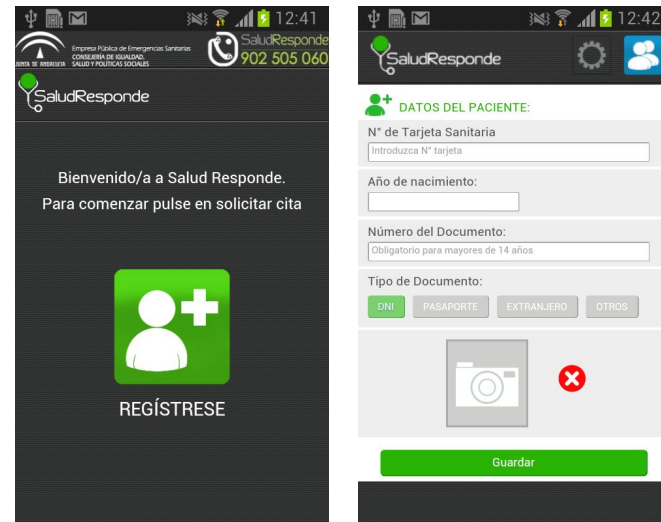 12:41
Empresa Pública de Emergencias Sanitarias
CONSEJERÍA DE IGUALDAD,
JUNTA DE ANDALUCIA SALUD Y POLÍTICAS SOCIALES
SaludResponde
902 505 060
SaludResponde
Bienvenido/a a Salud Responde.
Para comenzar pulse en solicitar cita
REGÍSTRESE
12:42
SaludResponde
DATOS DEL PACIENTE:
N° de Tarjeta Sanitaria
Introduzca N° tarjeta
Año de nacimiento:
Número del Documento:
Obligatorio para mayores de 14 años
Tipo de Documento:
DNI PASAPORTE EXTRANJERO OTROS
Guardar